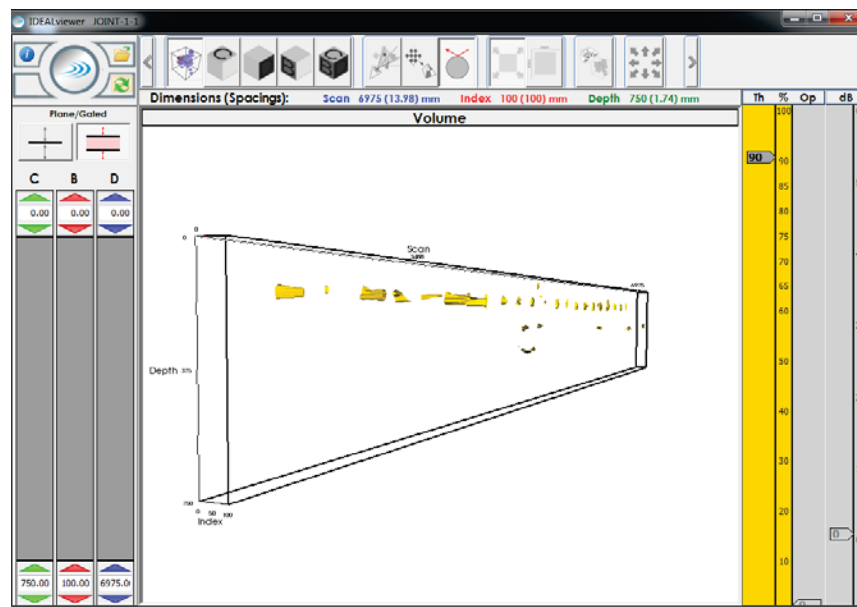 IDEALviewer JOINT-1-1
Dimensions (Spacings): Scan 6975 (13.98) mm Index 100 (100) mm Depth 750 (1.74) mm
Th % Op dB
Volume
Plane/Gated
C B D
0.00 0.00 0.00
100
90 90
85
80
75
70
65
60
50
40
30
20
10
0
0
0
Scan
6975
Depth 375
750
0 50 100
Index
0
750.00 100.00 6975.0